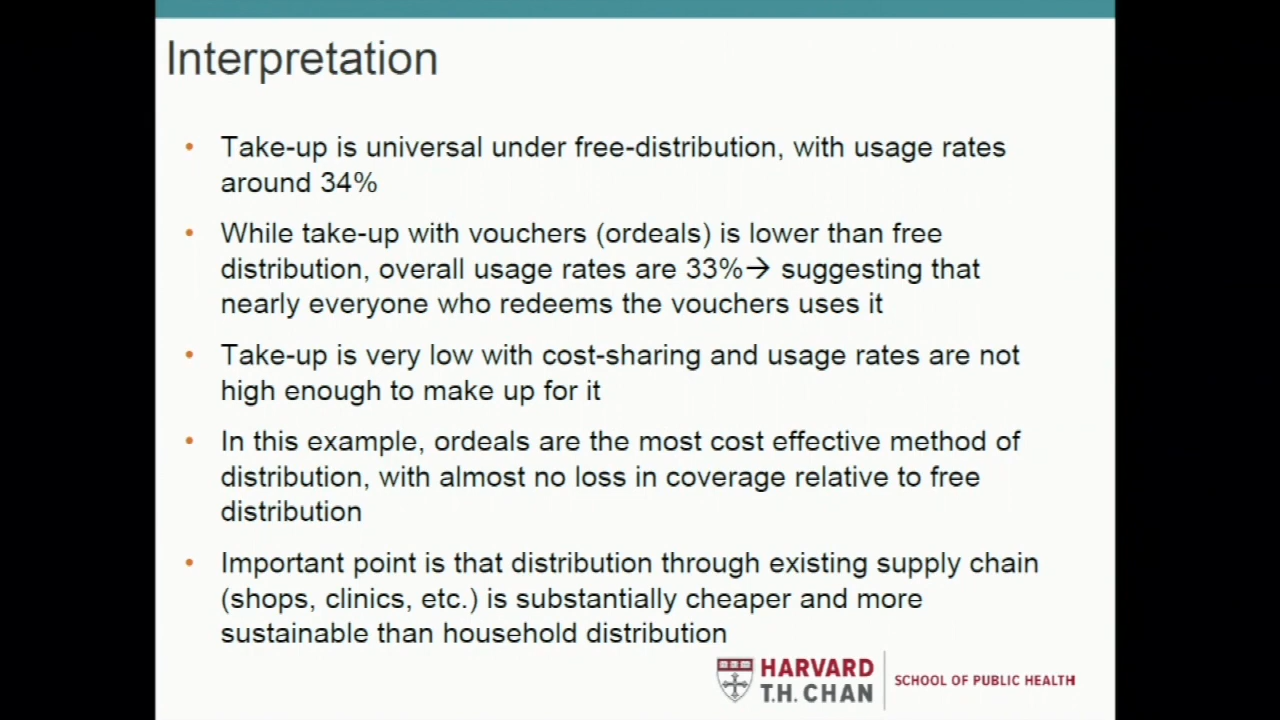 Interpretation
• Take-up is universal under free-distribution, with usage rates
around 34%
• While take-up with vouchers (ordeals) is lower than free
distribution, overall usage rates are 33%→ suggesting that
nearly everyone who redeems the vouchers uses it
• Take-up is very low with cost-sharing and usage rates are not
high enough to make up for it
• In this example, ordeals are the most cost effective method of
distribution, with almost no loss in coverage relative to free
distribution
• Important point is that distribution through existing supply chain
(shops, clinics, etc.) is substantially cheaper and more
sustainable than household distribution
HARVARD
T.H. CHAN
SCHOOL OF PUBLIC HEALTH